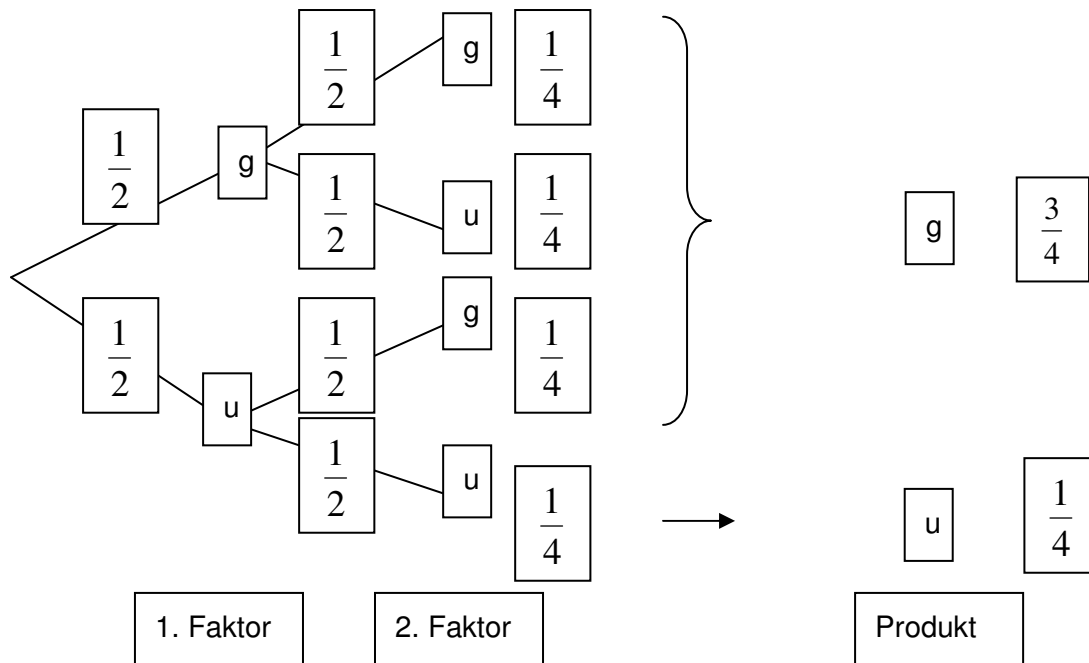 1/2 g 1/4
1/2 g
1/2 u 1/4
g 3/4
1/2 u
1/2 g 1/4
1/2 u 1/4
u 1/4
1. Faktor 2. Faktor Produkt